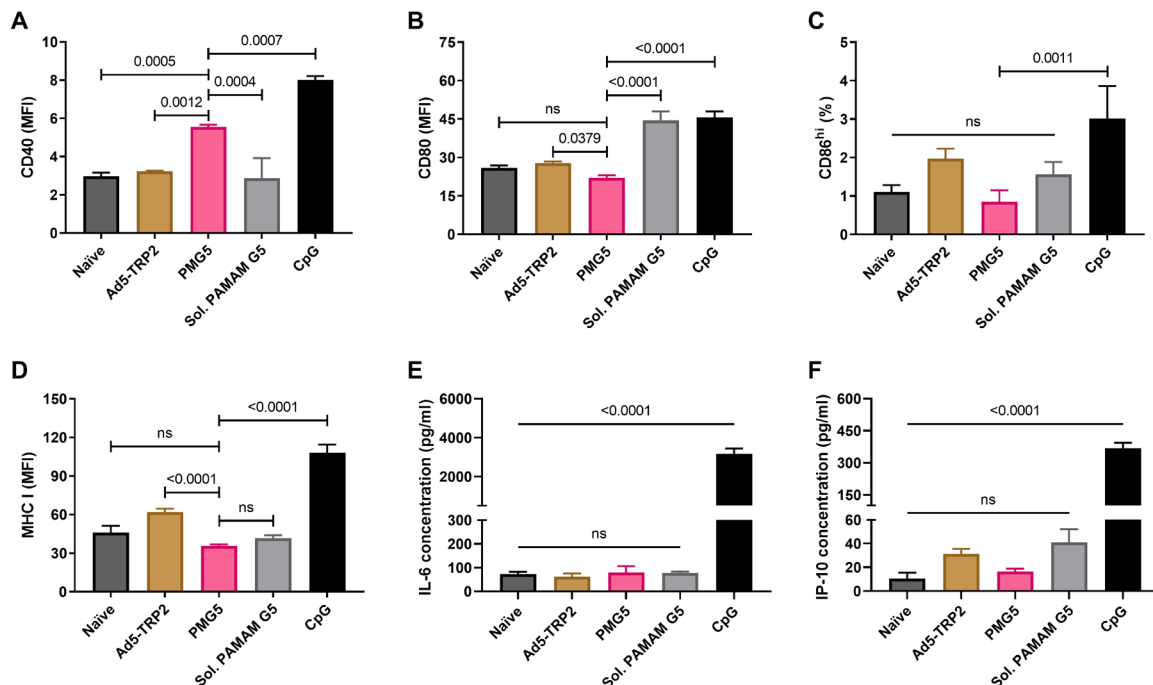 A
CD40 (MFI)
10
8
6
4
2
0
0.0007
0.0005
0.0004
0.0012
Naïve
Ad5-TRP2
PMG5
Sol. PAMAM G5
CpG
B
CD80 (MFI)
75
60
45
30
15
0
<0.0001
<0.0001
ns
0.0379
Naïve
Ad5-TRP2
PMG5
Sol. PAMAM G5
CpG
C
CD86hi (%)
5
4
3
2
1
0
0.0011
ns
Naïve
Ad5-TRP2
PMG5
Sol. PAMAM G5
CpG
D
MHC I (MFI)
150
120
90
60
30
0
<0.0001
ns
<0.0001
ns
Naïve
Ad5-TRP2
PMG5
Sol. PAMAM G5
CpG
E
IL-6 concentration (pg/ml)
6000
4000
2000
300
200
100
0
<0.0001
ns
Naïve
Ad5-TRP2
PMG5
Sol. PAMAM G5
CpG
F
IP-10 concentration (pg/ml)
600
450
300
150
60
40
20
0
<0.0001
ns
Naïve
Ad5-TRP2
PMG5
Sol. PAMAM G5
CpG